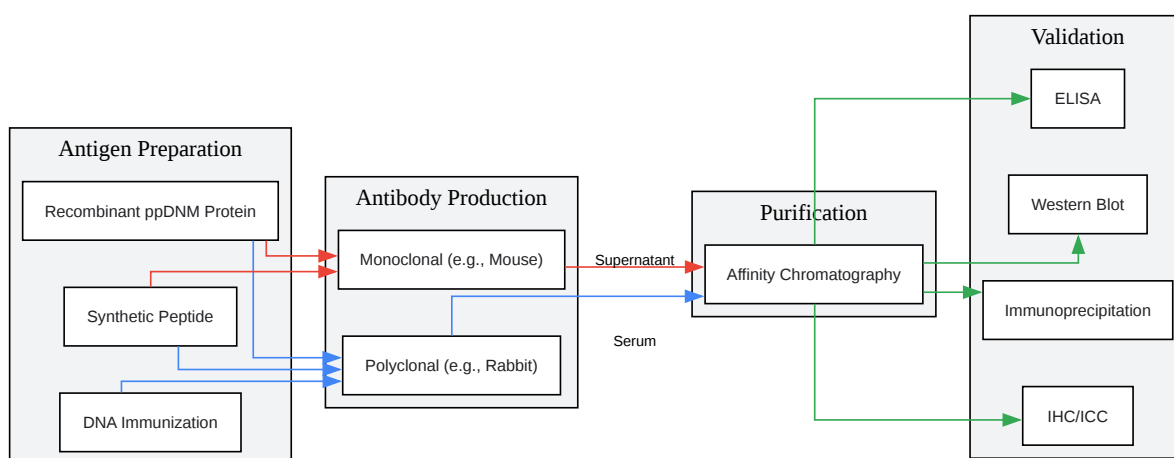 Antigen Preparation
Recombinant ppDNM Protein
Synthetic Peptide
DNA Immunization
Antibody Production
Monoclonal (e.g., Mouse)
Polyclonal (e.g., Rabbit)
Supernatant
Serum
Purification
Affinity Chromatography
Validation
ELISA
Western Blot
Immunoprecipitation
IHC/ICC